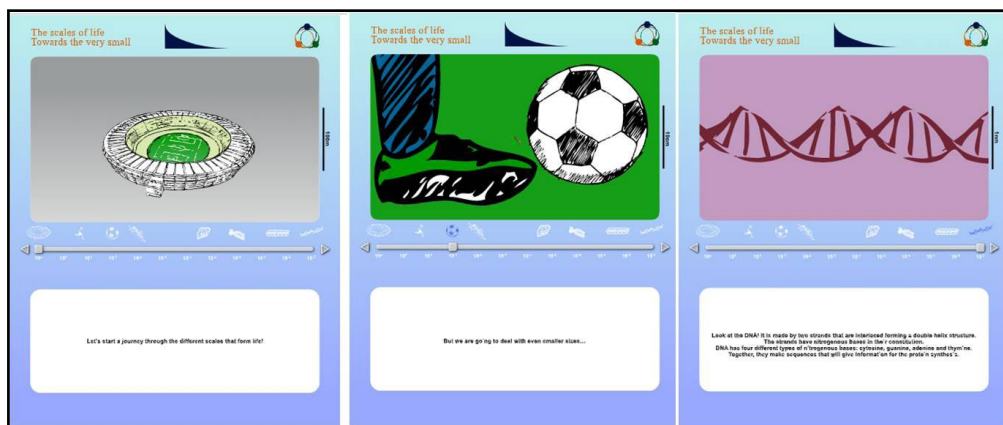 The scales of life
Towards the very small
100m
Let's start a journey through the different scales that form life!
The scales of life
Towards the very small
10cm
But we are going to deal with even smaller sizes...
The scales of life
Towards the very small
1nm
Look at the DNA! It is made by two strands that are interlaced forming a double helix structure.
The strands have nitrogenous bases in their constitution.
DNA has four different types of nitrogenous bases: cytosine, guanine, adenine and thymine.
Together, they make sequences that will give information for the protein synthesis.